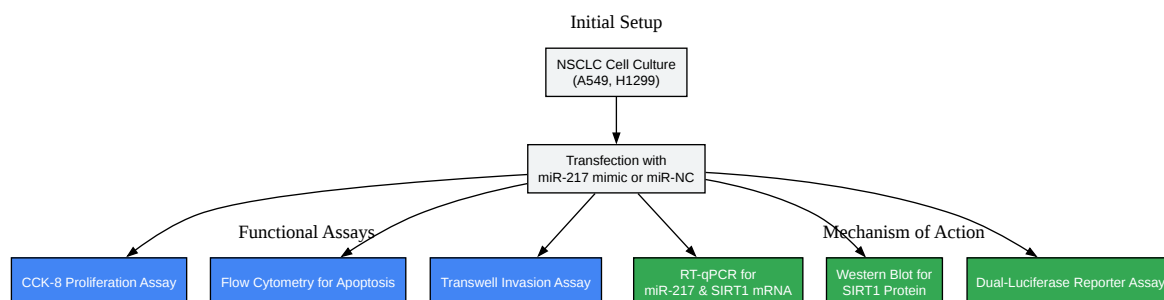 Initial Setup
NSCLC Cell Culture
(A549, H1299)
Transfection with
miR-217 mimic or miR-NC
Functional Assays
Mechanism of Action
CCK-8 Proliferation Assay
Flow Cytometry for Apoptosis
Transwell Invasion Assay
RT-qPCR for
miR-217 & SIRT1 mRNA
Western Blot for
SIRT1 Protein
Dual-Luciferase Reporter Assay